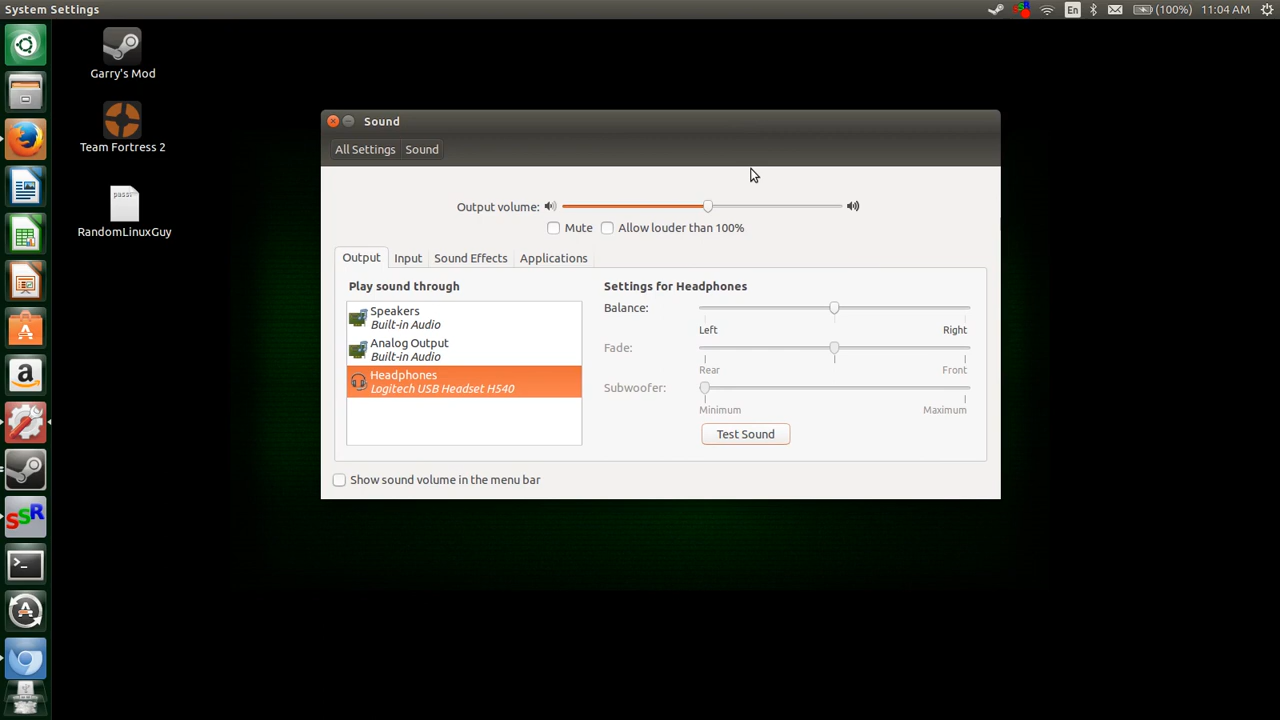 System Settings
En
(100%)
11:04 AM
Garry's Mod
Team Fortress 2
RandomLinuxGuy
Sound
All Settings
Sound
Output volume:
Mute
Allow louder than 100%
Output
Input
Sound Effects
Applications
Play sound through
Speakers
Built-in Audio
Analog Output
Built-in Audio
Headphones
Logitech USB Headset H540
Settings for Headphones
Balance:
Left
Right
Fade:
Rear
Front
Subwoofer:
Minimum
Maximum
Test Sound
Show sound volume in the menu bar
SSR